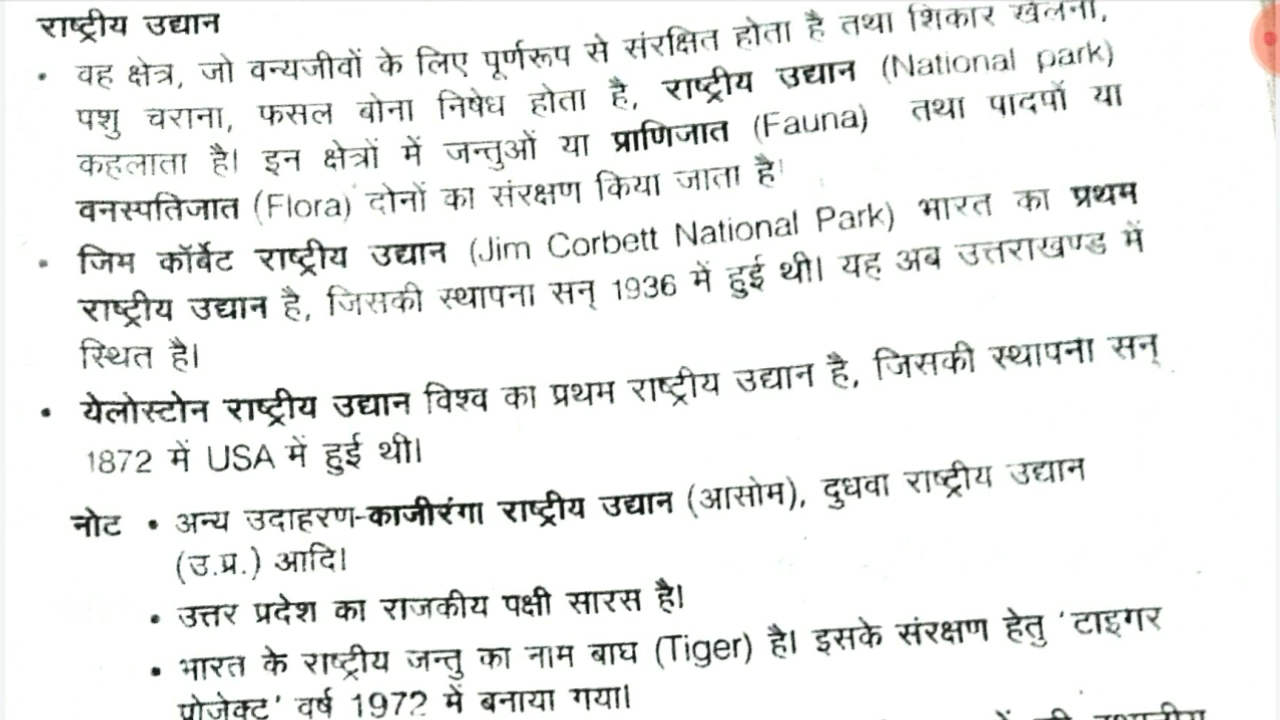 राष्ट्रीय उद्यान
• वह क्षेत्र, जो वन्यजीवों के लिए पूर्णरूप से संरक्षित होता है तथा शिकार खेलना,
पशु चराना, फसल बोना निषेध होता है, राष्ट्रीय उद्यान (National park)
कहलाता है। इन क्षेत्रों में जन्तुओं या प्राणिजात (Fauna) तथा पादपों या
वनस्पतिजात (Flora) दोनों का संरक्षण किया जाता है।
• जिम कॉर्बेट राष्ट्रीय उद्यान (Jim Corbett National Park) भारत का प्रथम
राष्ट्रीय उद्यान है, जिसकी स्थापना सन् 1936 में हुई थी। यह अब उत्तराखण्ड में
स्थित है।
• येलोस्टोन राष्ट्रीय उद्यान विश्व का प्रथम राष्ट्रीय उद्यान है, जिसकी स्थापना सन्
1872 में USA में हुई थी।
नोट • अन्य उदाहरण-काजीरंगा राष्ट्रीय उद्यान (आसोम), दुधवा राष्ट्रीय उद्यान
(उ.प्र.) आदि।
• उत्तर प्रदेश का राजकीय पक्षी सारस है।
• भारत के राष्ट्रीय जन्तु का नाम बाघ (Tiger) है। इसके संरक्षण हेतु 'टाइगर
प्रोजेक्ट' वर्ष 1972 में बनाया गया।